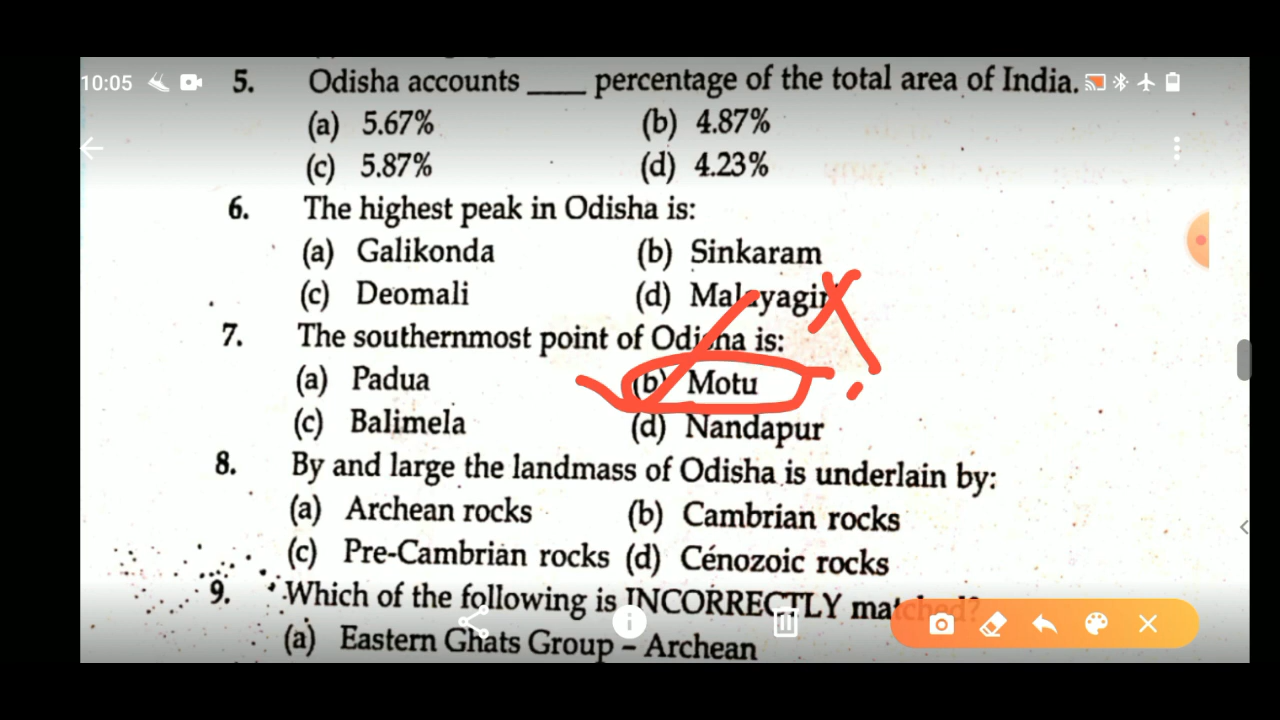 10:05
5. Odisha accounts ____ percentage of the total area of India.
(a) 5.67% (b) 4.87%
(c) 5.87% (d) 4.23%
6. The highest peak in Odisha is:
(a) Galikonda (b) Sinkaram
(c) Deomali (d) Malayagiri
7. The southernmost point of Odisha is:
(a) Padua (b) Motu
(c) Balimela (d) Nandapur
8. By and large the landmass of Odisha is underlain by:
(a) Archean rocks (b) Cambrian rocks
(c) Pre-Cambrian rocks (d) Cenozoic rocks
9. Which of the following is INCORRECTLY matched?
(a) Eastern Ghats Group – Archean